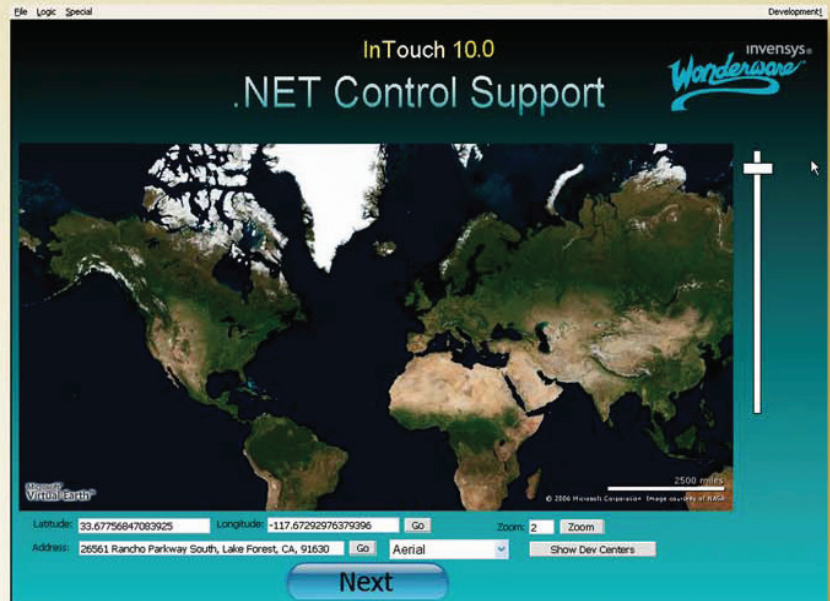 File Logic Special Development!
InTouch 10.0
.NET Control Support
invensys
Wonderware
Microsoft
Virtual Earth™
2500 miles
© 2006 Microsoft Corporation Image courtesy of NASA
Latitude: 33.67756847083925 Longitude: -117.67292976379396 Go Zoom: 2 Zoom
Address: 26561 Rancho Parkway South, Lake Forest, CA, 91630 Go Aerial Show Dev Centers
Next